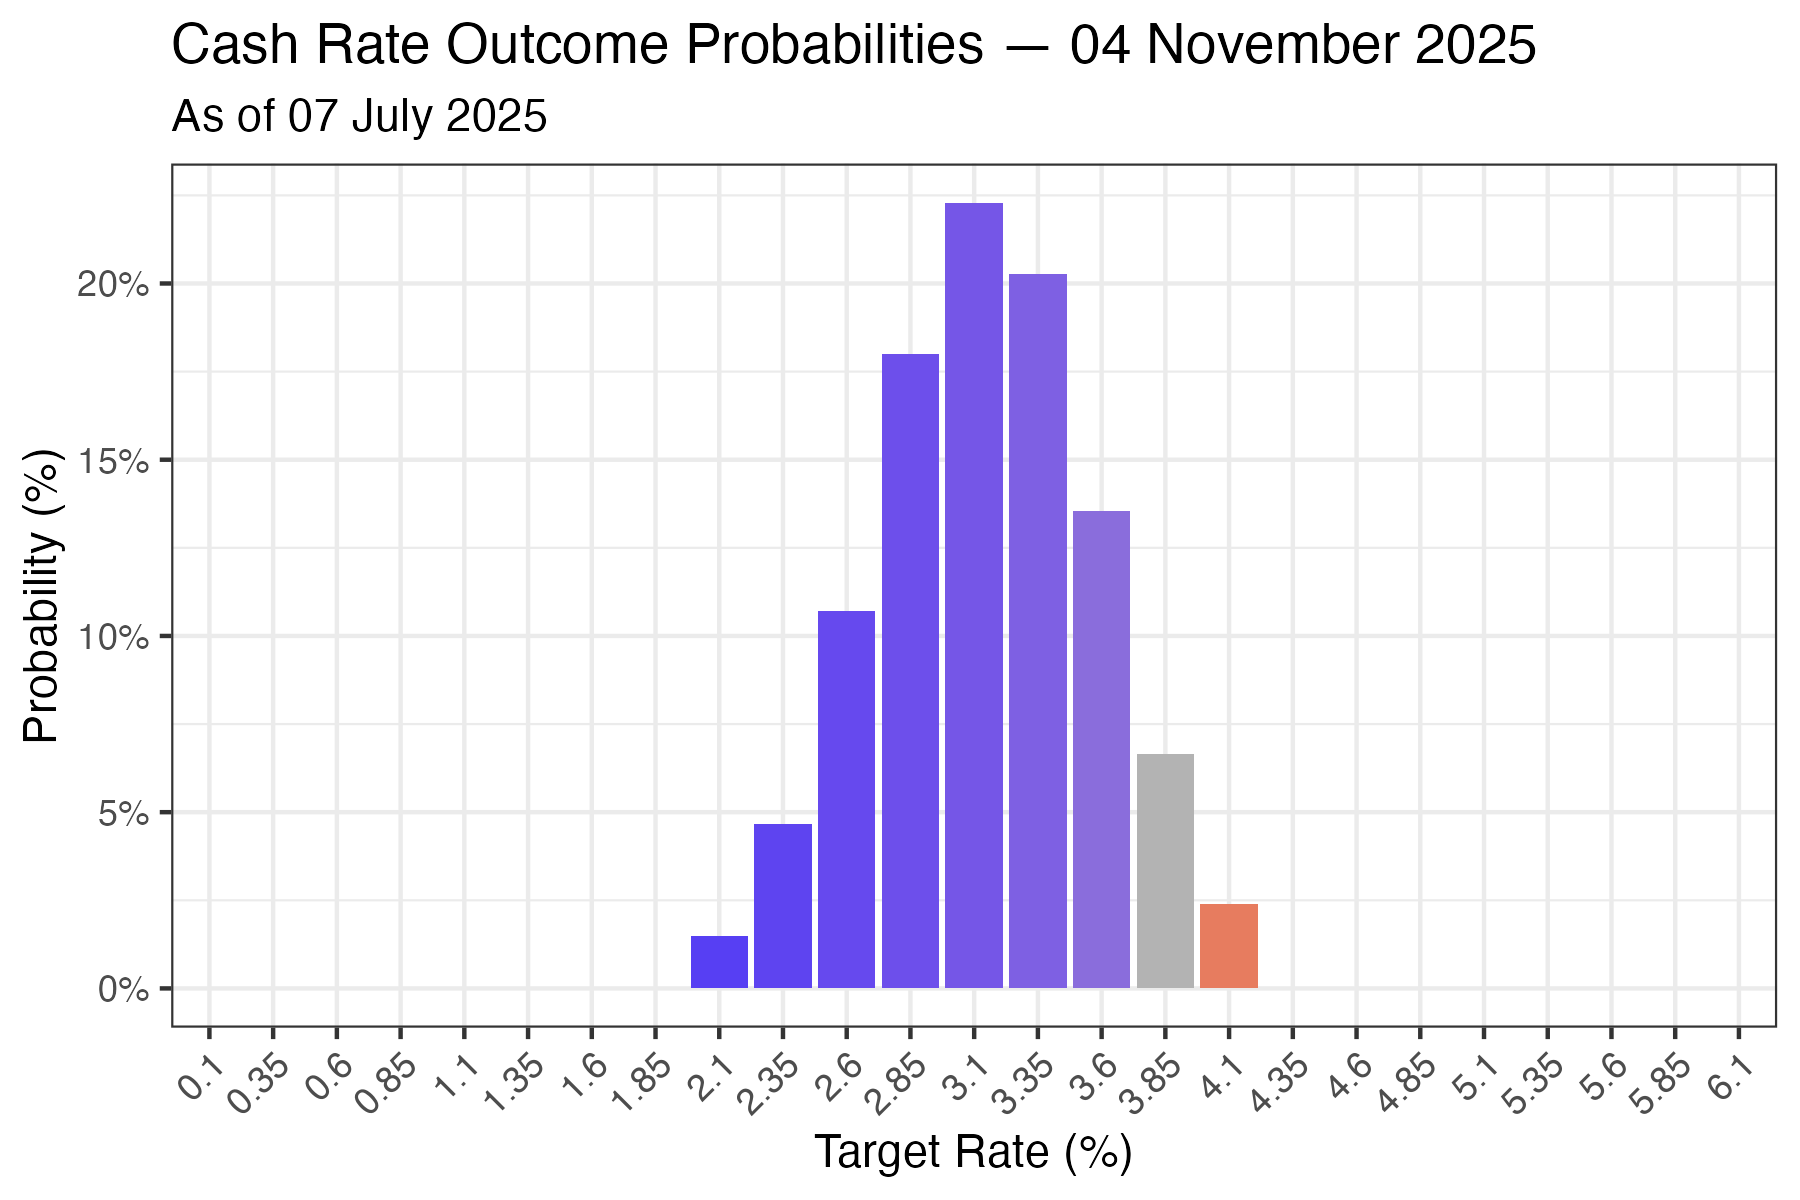 Cash Rate Outcome Probabilities — 04 November 2025
As of 07 July 2025
Probability (%)
20%
15%
10%
5%
0%
0.1 0.35 0.6 0.85 1.1 1.35 1.6 1.85 2.1 2.35 2.6 2.85 3.1 3.35 3.6 3.85 4.1 4.35 4.6 4.85 5.1 5.35 5.6 5.85 6.1
Target Rate (%)